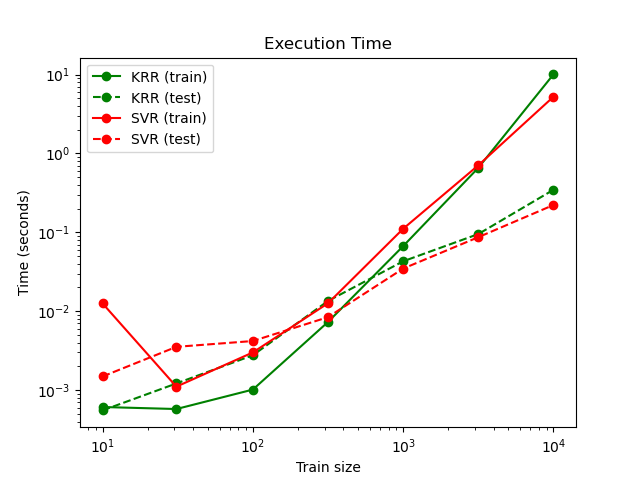 Execution Time
KRR (train)
KRR (test)
SVR (train)
SVR (test)
Time (seconds)
10¹
10⁰
10⁻¹
10⁻²
10⁻³
10¹
10²
10³
10⁴
Train size